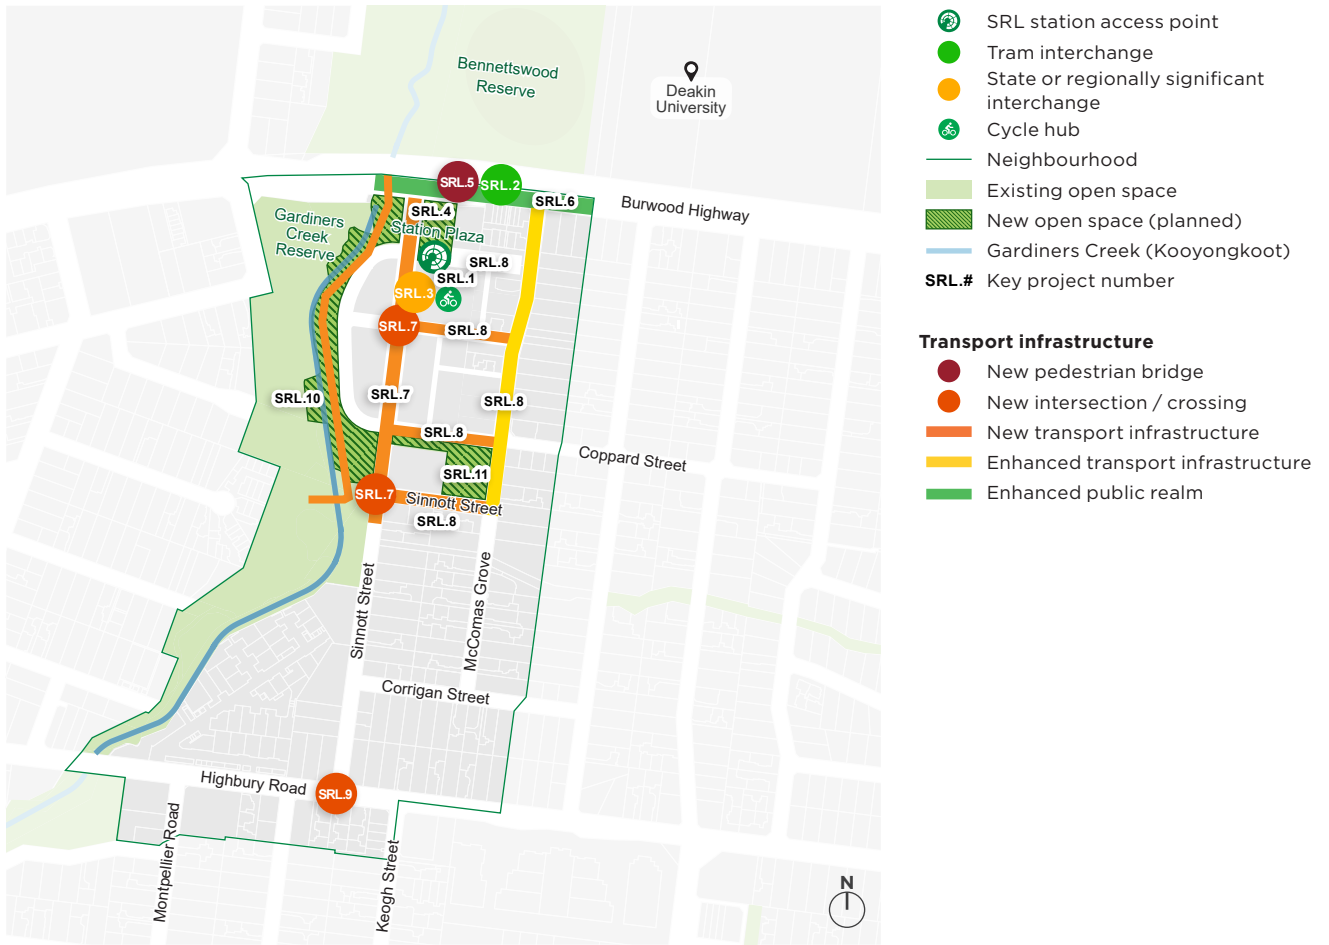 Bennettswood
Reserve
Deakin
University
SRL.5
SRL.2
SRL.6
Burwood Highway
SRL.4
Gardiners
Creek
Reserve
Station Plaza
SRL.8
SRL.1
SRL.3
SRL.7
SRL.8
SRL.7
SRL.10
SRL.8
SRL.8
Coppard Street
SRL.11
SRL.7
Sinnott Street
SRL.8
Sinnott Street
McComas Grove
Corrigan Street
Highbury Road
SRL.9
Montpellier Road
Keogh Street
N
SRL station access point
Tram interchange
State or regionally significant
interchange
Cycle hub
Neighbourhood
Existing open space
New open space (planned)
Gardiners Creek (Kooyongkoot)
SRL.# Key project number
Transport infrastructure
New pedestrian bridge
New intersection / crossing
New transport infrastructure
Enhanced transport infrastructure
Enhanced public realm